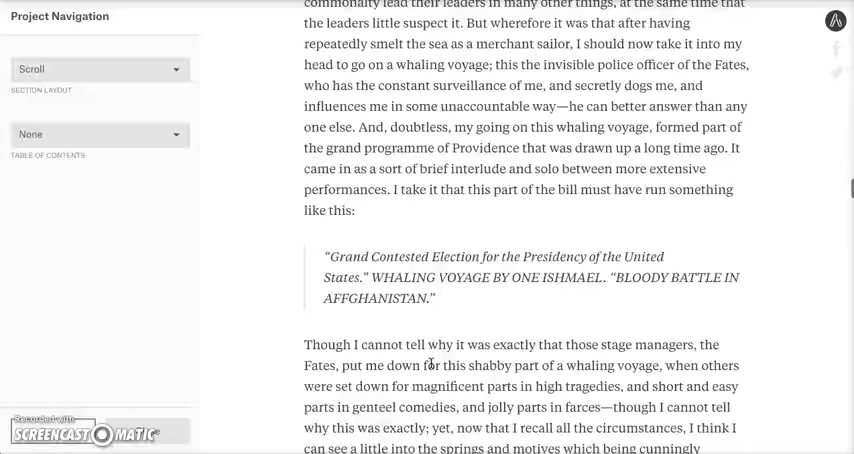 Project Navigation
Scroll
SECTION LAYOUT
None
TABLE OF CONTENTS
commonalty lead their leaders in many other things, at the same time that
the leaders little suspect it. But wherefore it was that after having
repeatedly smelt the sea as a merchant sailor, I should now take it into my
head to go on a whaling voyage; this the invisible police officer of the Fates,
who has the constant surveillance of me, and secretly dogs me, and
influences me in some unaccountable way—he can better answer than any
one else. And, doubtless, my going on this whaling voyage, formed part of
the grand programme of Providence that was drawn up a long time ago. It
came in as a sort of brief interlude and solo between more extensive
performances. I take it that this part of the bill must have run something
like this:
“Grand Contested Election for the Presidency of the United
States.” WHALING VOYAGE BY ONE ISHMAEL. “BLOODY BATTLE IN
AFFGHANISTAN.”
Though I cannot tell why it was exactly that those stage managers, the
Fates, put me down for this shabby part of a whaling voyage, when others
were set down for magnificent parts in high tragedies, and short and easy
parts in genteel comedies, and jolly parts in farces—though I cannot tell
why this was exactly; yet, now that I recall all the circumstances, I think I
can see a little into the springs and motives which being cunningly
Recorded with
SCREENCAST MATIC